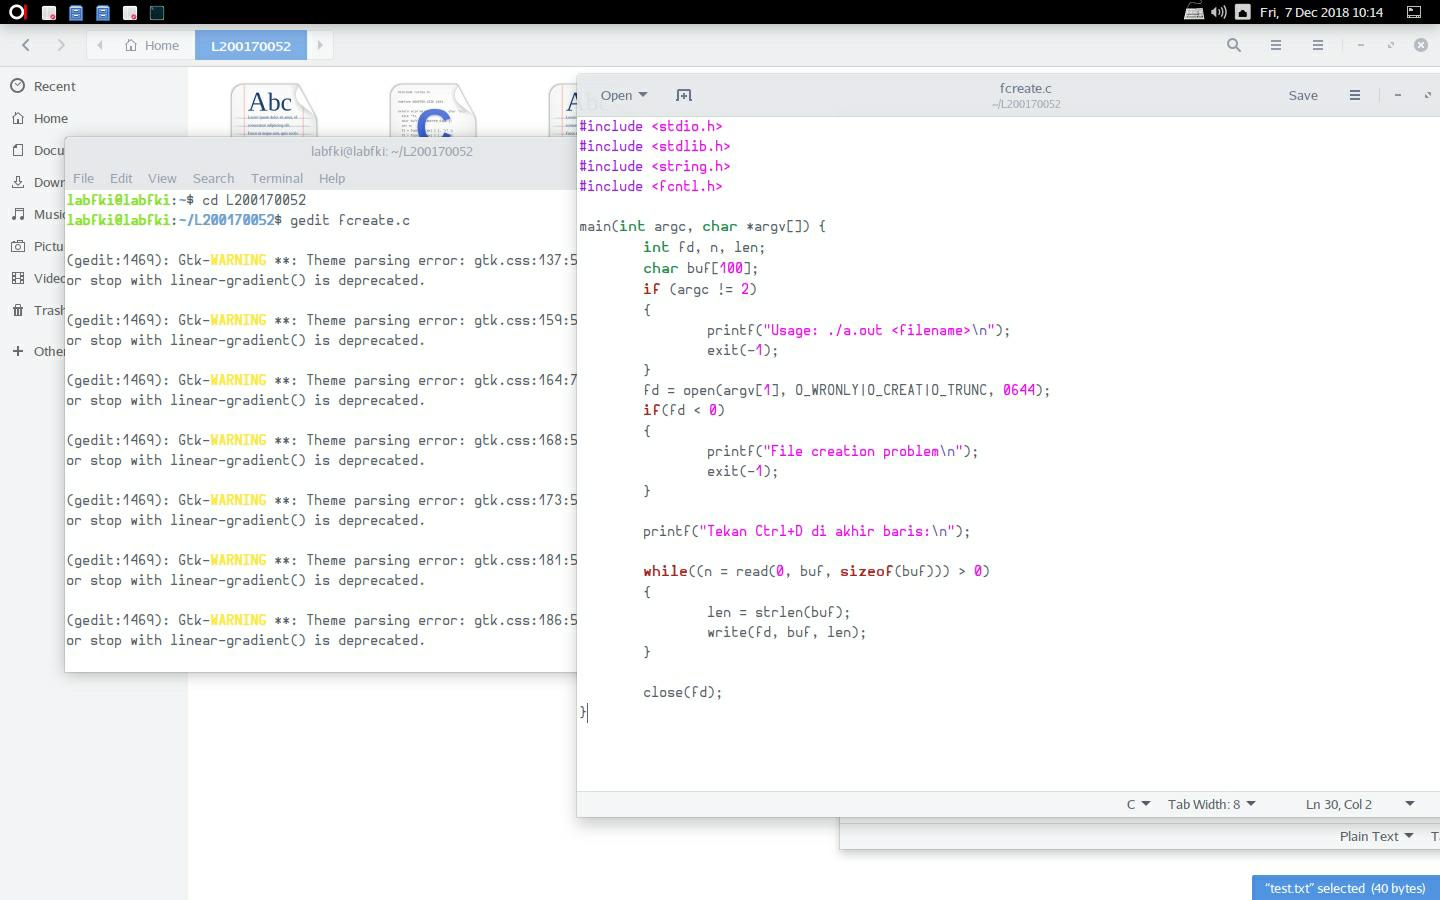 Fri, 7 Dec 2018 10:14
Home
L200170052
Recent
Home
Docu
Down
Music
Pictu
Video
Trash
Other
Abc
C
A
labfki@labfki: ~/L200170052
File Edit View Search Terminal Help
labfki@labfki:~$ cd L200170052
labfki@labfki:~/L200170052$ gedit fcreate.c
(gedit:1469): Gtk-WARNING **: Theme parsing error: gtk.css:137:5
or stop with linear-gradient() is deprecated.
(gedit:1469): Gtk-WARNING **: Theme parsing error: gtk.css:159:5
or stop with linear-gradient() is deprecated.
(gedit:1469): Gtk-WARNING **: Theme parsing error: gtk.css:164:7
or stop with linear-gradient() is deprecated.
(gedit:1469): Gtk-WARNING **: Theme parsing error: gtk.css:168:5
or stop with linear-gradient() is deprecated.
(gedit:1469): Gtk-WARNING **: Theme parsing error: gtk.css:173:5
or stop with linear-gradient() is deprecated.
(gedit:1469): Gtk-WARNING **: Theme parsing error: gtk.css:181:5
or stop with linear-gradient() is deprecated.
(gedit:1469): Gtk-WARNING **: Theme parsing error: gtk.css:186:5
or stop with linear-gradient() is deprecated.
Open
fcreate.c
~/L200170052
Save
#include <stdio.h>
#include <stdlib.h>
#include <string.h>
#include <fcntl.h>
main(int argc, char *argv[]) {
int fd, n, len;
char buf[100];
if (argc != 2)
{
printf("Usage: ./a.out <filename>\n");
exit(-1);
}
fd = open(argv[1], O_WRONLY|O_CREAT|O_TRUNC, 0644);
if(fd < 0)
{
printf("File creation problem\n");
exit(-1);
}
printf("Tekan Ctrl+D di akhir baris:\n");
while((n = read(0, buf, sizeof(buf))) > 0)
{
len = strlen(buf);
write(fd, buf, len);
}
close(fd);
}
C Tab Width: 8 Ln 30, Col 2
Plain Text T
“test.txt” selected (40 bytes)